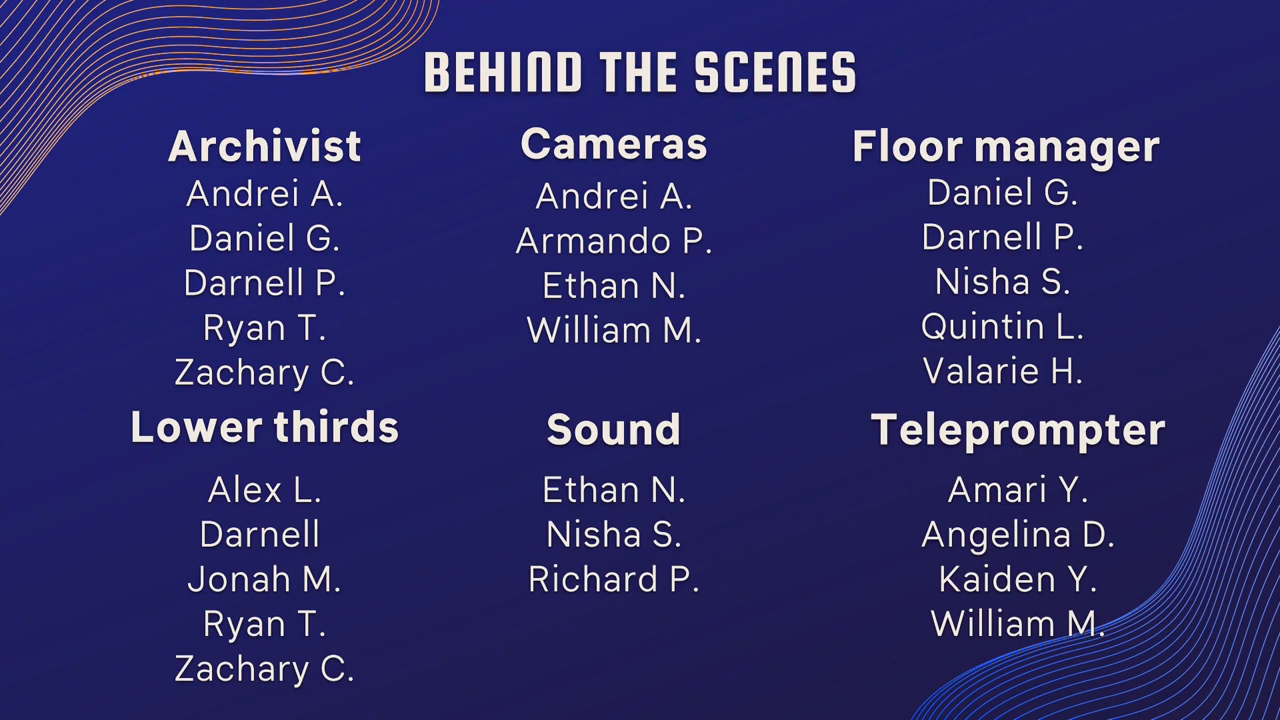 BEHIND THE SCENES
Archivist
Andrei A.
Daniel G.
Darnell P.
Ryan T.
Zachary C.
Cameras
Andrei A.
Armando P.
Ethan N.
William M.
Floor manager
Daniel G.
Darnell P.
Nisha S.
Quintin L.
Valarie H.
Lower thirds
Alex L.
Darnell
Jonah M.
Ryan T.
Zachary C.
Sound
Ethan N.
Nisha S.
Richard P.
Teleprompter
Amari Y.
Angelina D.
Kaiden Y.
William M.